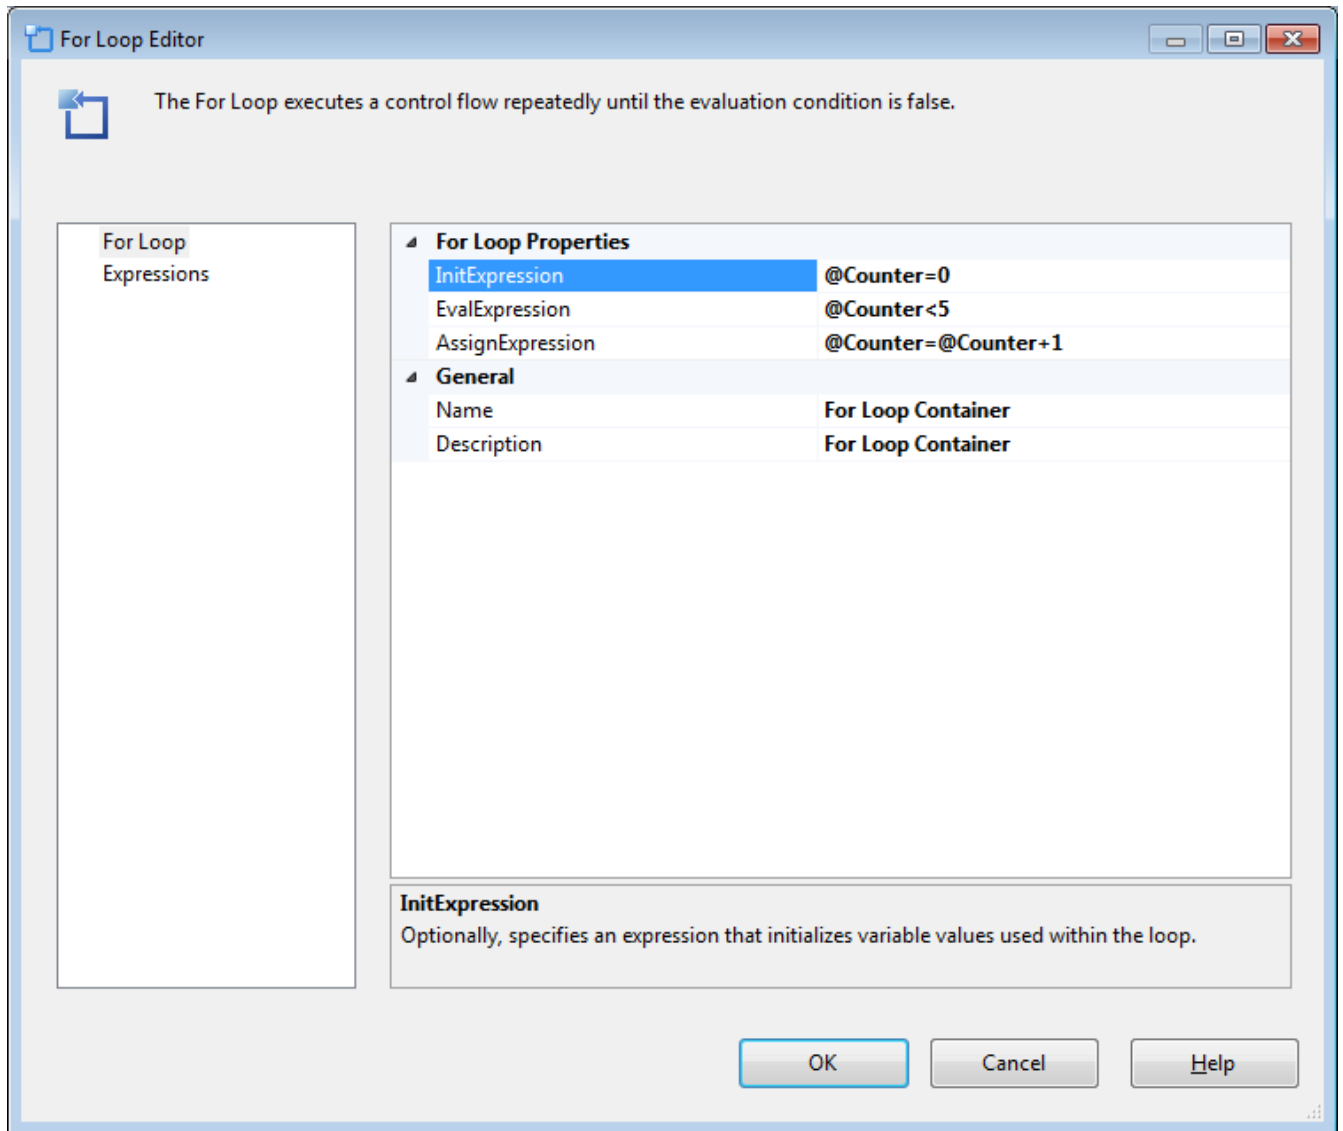 For Loop Editor
The For Loop executes a control flow repeatedly until the evaluation condition is false.
For Loop
Expressions
For Loop Properties
InitExpression @Counter=0
EvalExpression @Counter<5
AssignExpression @Counter=@Counter+1
General
Name For Loop Container
Description For Loop Container
InitExpression
Optionally, specifies an expression that initializes variable values used within the loop.
OK Cancel Help